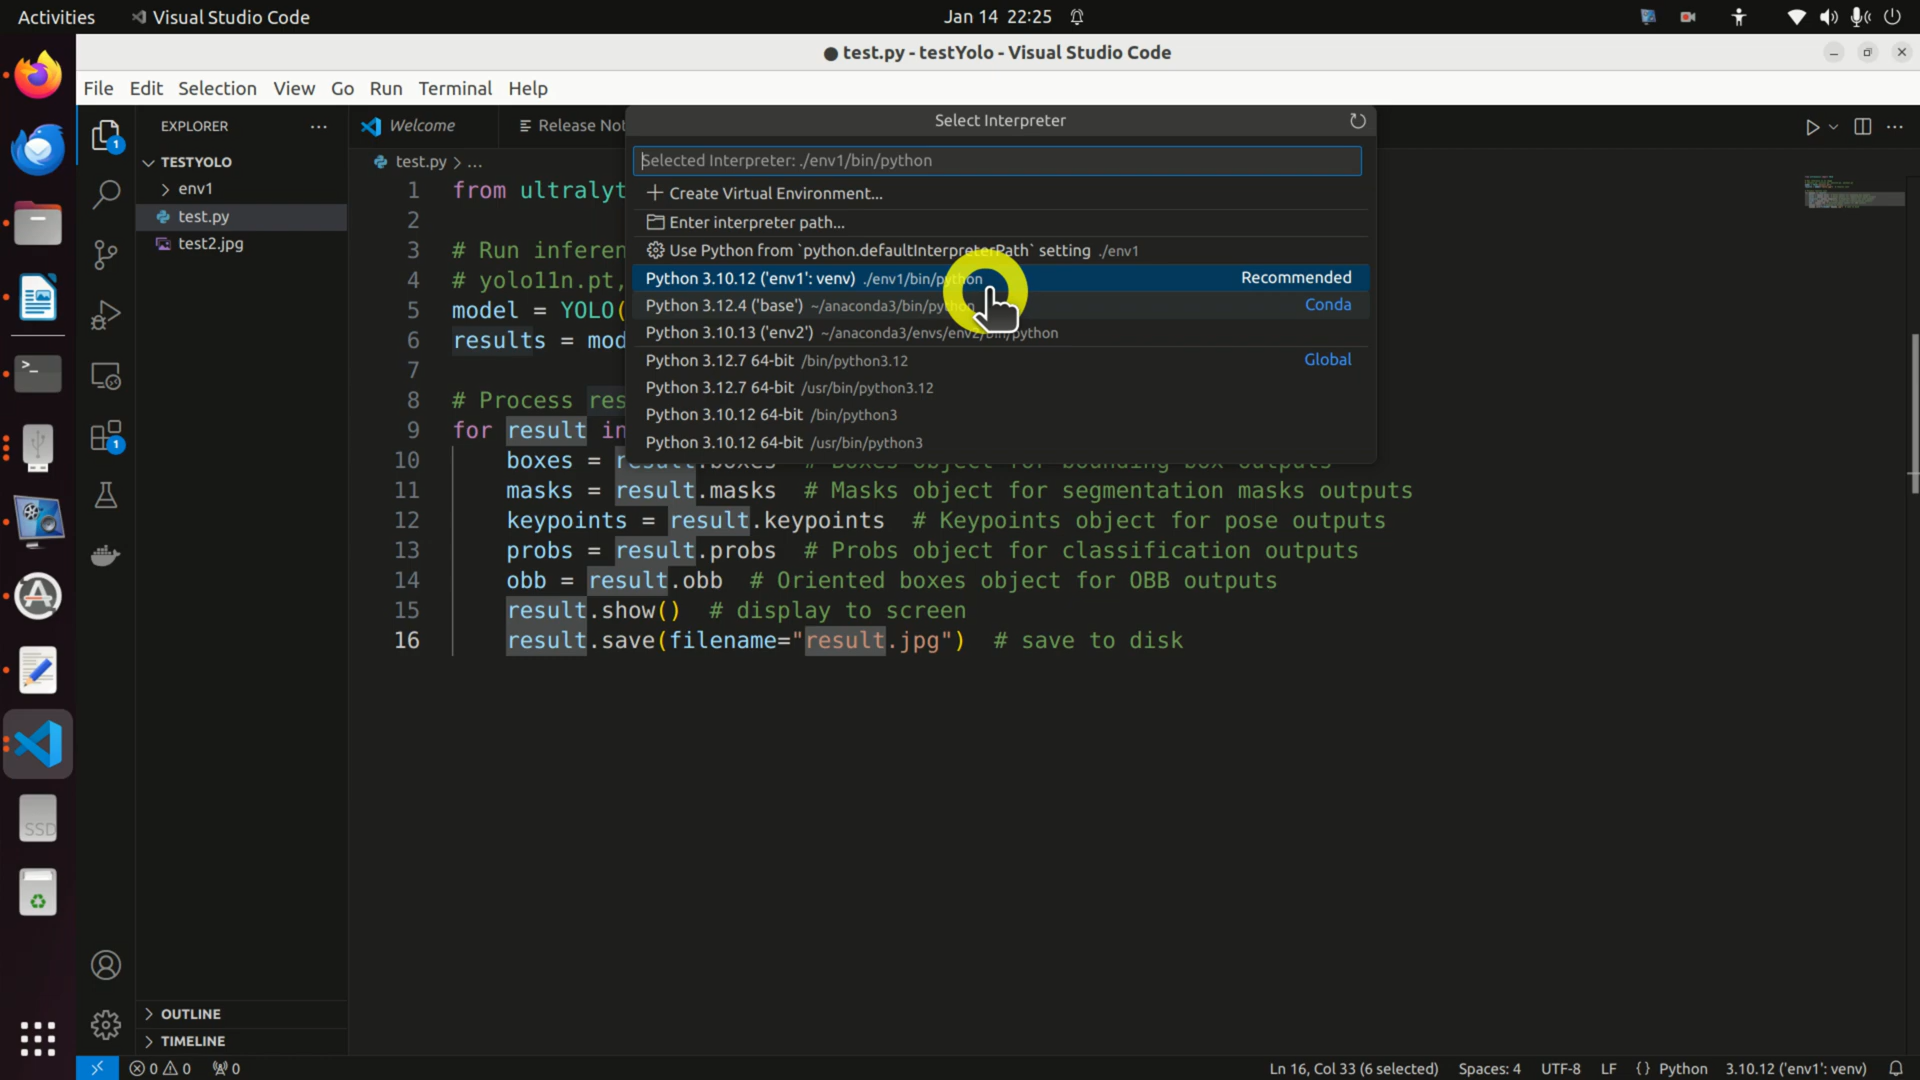 Activities
Visual Studio Code
Jan 14 22:25
test.py - testYolo - Visual Studio Code
File Edit Selection View Go Run Terminal Help
EXPLORER
TESTYOLO
env1
test.py
test2.jpg
OUTLINE
TIMELINE
1
1
SSD
Welcome
Release Not
test.py > ...
Select Interpreter
Selected Interpreter: ./env1/bin/python
+ Create Virtual Environment...
Enter interpreter path...
Use Python from `python.defaultInterpreterPath` setting ./env1
Python 3.10.12 ('env1': venv) ./env1/bin/python Recommended
Python 3.12.4 ('base') ~/anaconda3/bin/python Conda
Python 3.10.13 ('env2') ~/anaconda3/envs/env2/bin/python
Python 3.12.7 64-bit /bin/python3.12 Global
Python 3.12.7 64-bit /usr/bin/python3.12
Python 3.10.12 64-bit /bin/python3
Python 3.10.12 64-bit /usr/bin/python3
1 from ultralyt
2
3 # Run inferen
4 # yolo11n.pt,
5 model = YOLO(
6 results = mod
7
8 # Process res
9 for result in
10 boxes = result.boxes # Boxes object for bounding box outputs
11 masks = result.masks # Masks object for segmentation masks outputs
12 keypoints = result.keypoints # Keypoints object for pose outputs
13 probs = result.probs # Probs object for classification outputs
14 obb = result.obb # Oriented boxes object for OBB outputs
15 result.show() # display to screen
16 result.save(filename="result.jpg") # save to disk
0 0 0
Ln 16, Col 33 (6 selected) Spaces: 4 UTF-8 LF {} Python 3.10.12 ('env1': venv)